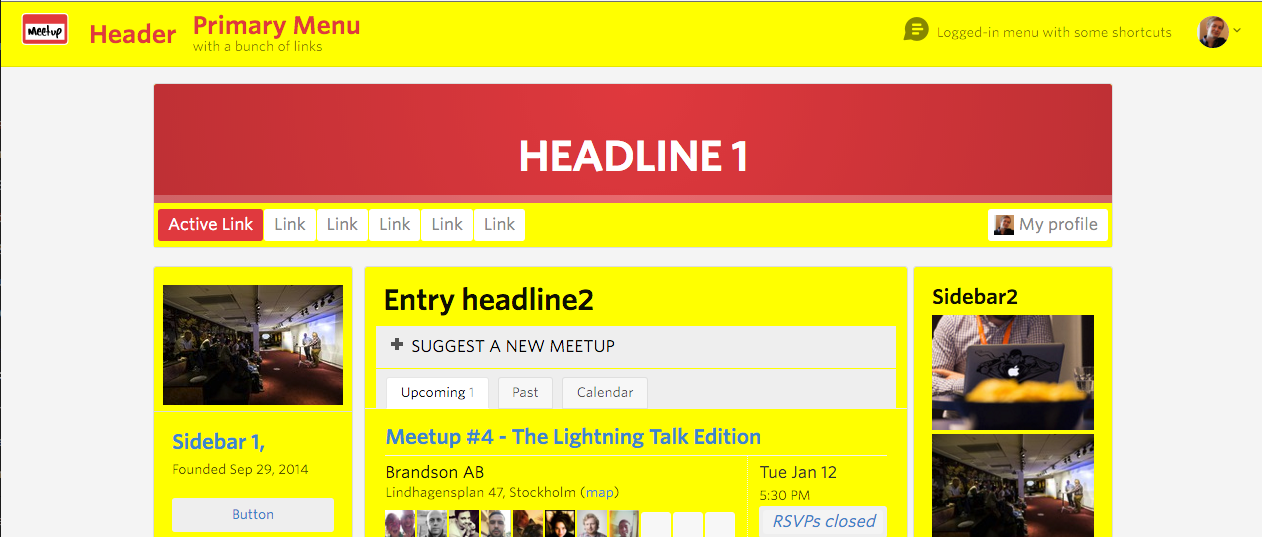 Meetup
Header
Primary Menu
with a bunch of links
Logged-in menu with some shortcuts
HEADLINE 1
Active Link Link Link Link Link Link My profile
Sidebar 1,
Founded Sep 29, 2014
Button
Entry headline2
SUGGEST A NEW MEETUP
Upcoming 1 Past Calendar
Meetup #4 - The Lightning Talk Edition
Brandson AB
Lindhagensplan 47, Stockholm (map)
Tue Jan 12
5:30 PM
RSVPs closed
Sidebar2